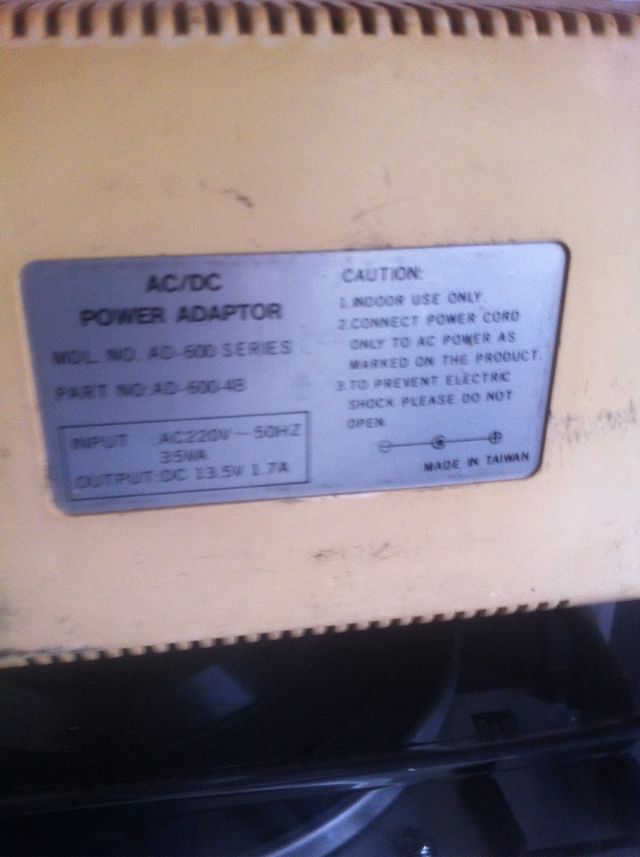 AC/DC
POWER ADAPTOR
MDL. NO. AD-600 SERIES
PART NO: AD-600-4B
INPUT AC220V~50HZ
35WA
OUTPUT: DC 13.5V 1.7A
CAUTION:
1. INDOOR USE ONLY.
2. CONNECT POWER CORD
ONLY TO AC POWER AS
MARKED ON THE PRODUCT.
3. TO PREVENT ELECTRIC
SHOCK PLEASE DO NOT
OPEN.
MADE IN TAIWAN